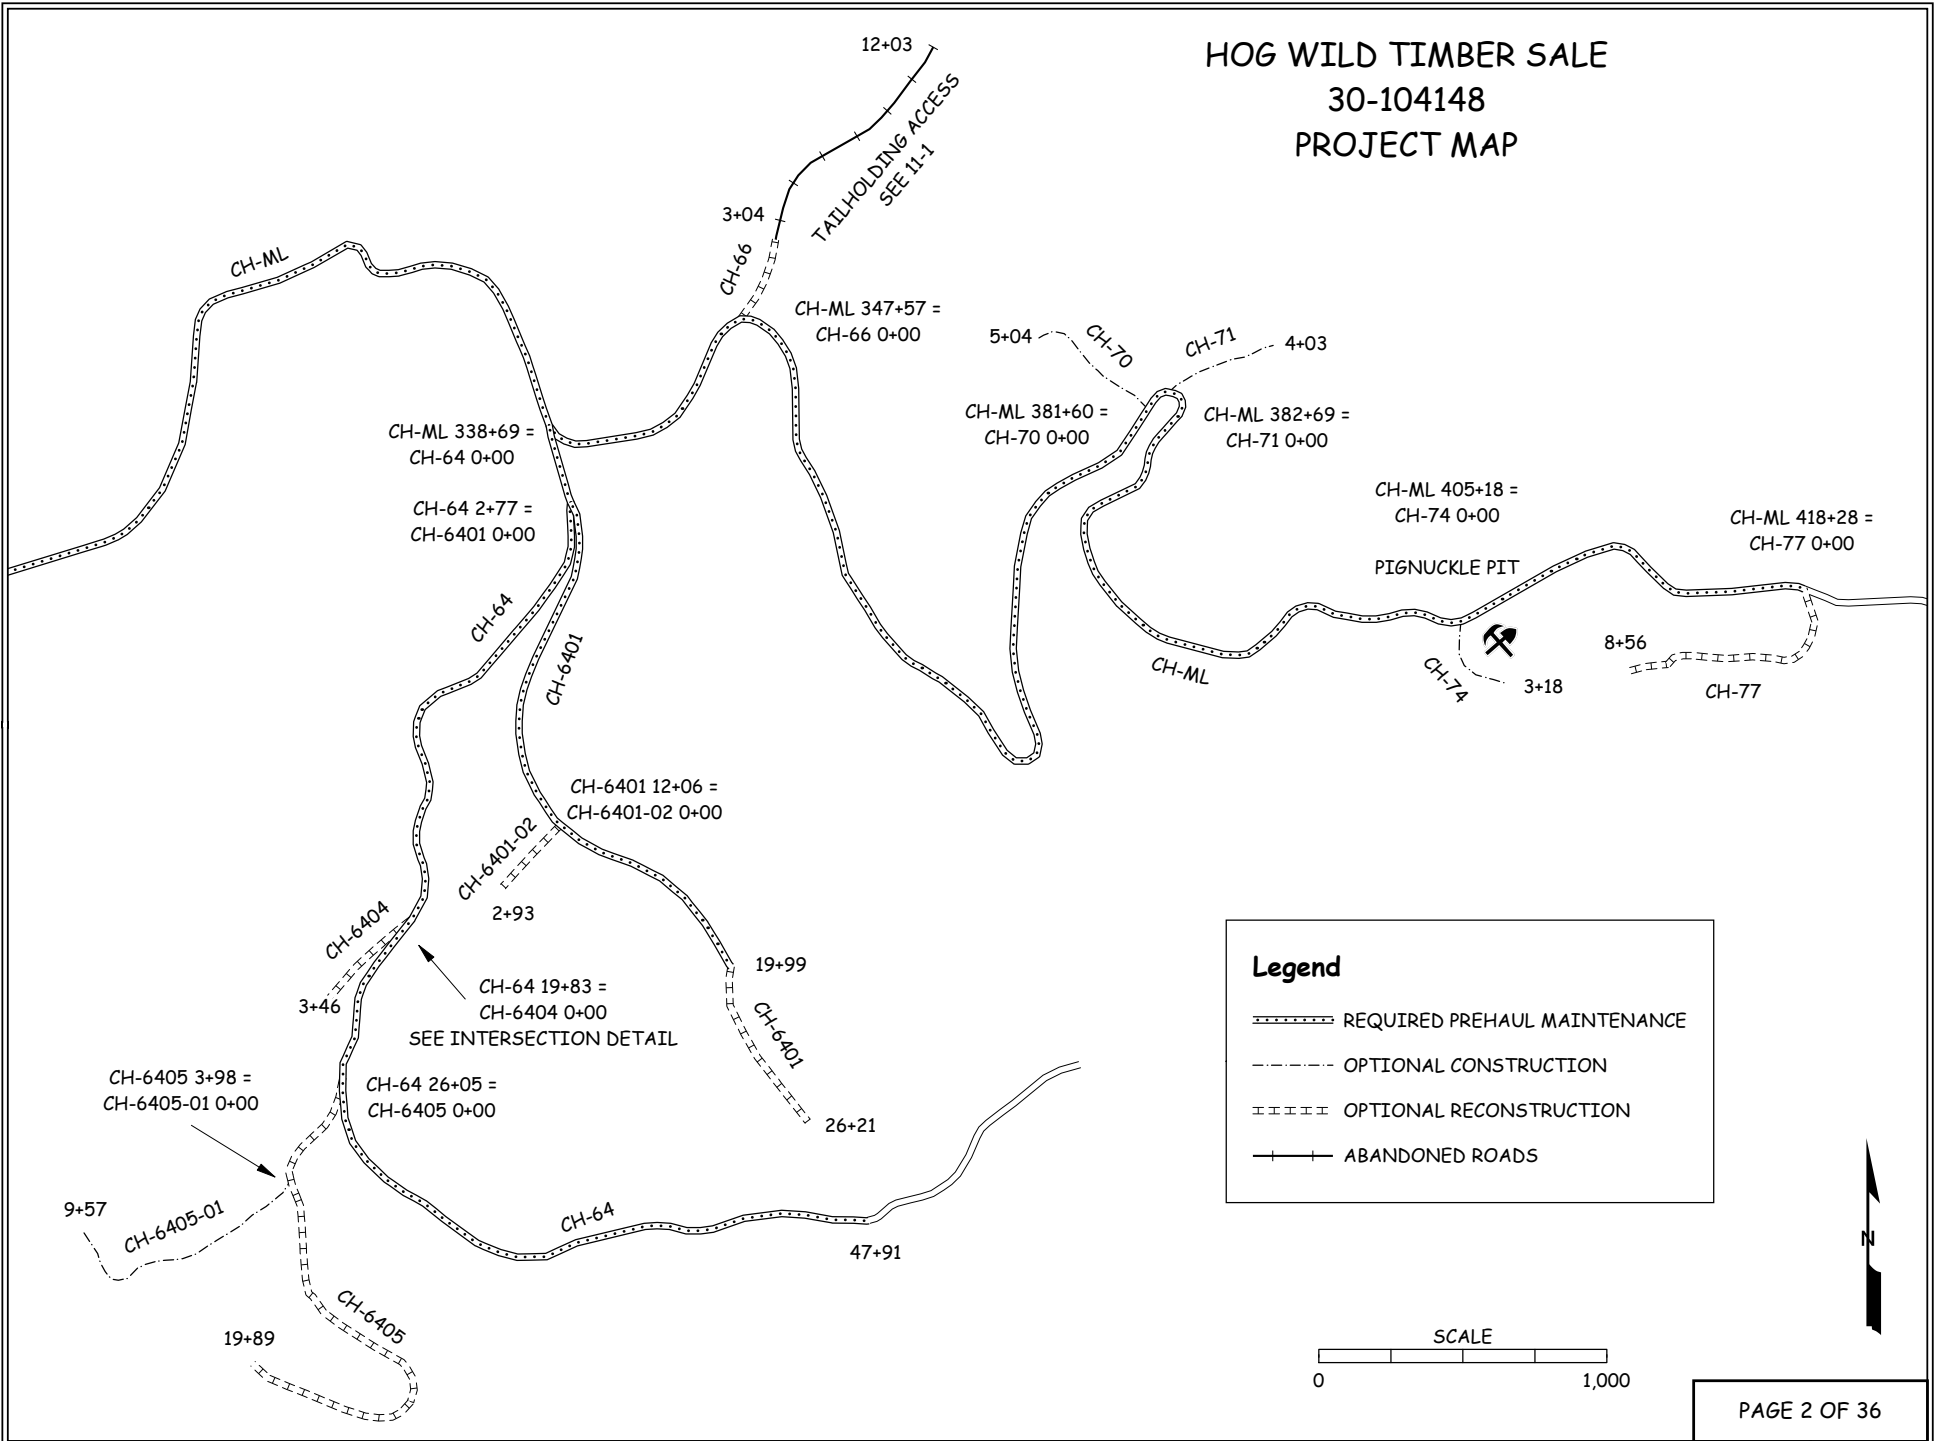 HOG WILD TIMBER SALE
30-104148
PROJECT MAP
12+03
TAILHOLDING ACCESS
SEE 11-1
3+04
CH-66
CH-ML
CH-ML 347+57 =
CH-66 0+00
5+04
CH-70
CH-71
4+03
CH-ML 381+60 =
CH-70 0+00
CH-ML 382+69 =
CH-71 0+00
CH-ML 338+69 =
CH-64 0+00
CH-64 2+77 =
CH-6401 0+00
CH-ML 405+18 =
CH-74 0+00
PIGNUCKLE PIT
CH-ML 418+28 =
CH-77 0+00
CH-64
CH-6401
CH-ML
CH-74
3+18
8+56
CH-77
CH-6401 12+06 =
CH-6401-02 0+00
CH-6401-02
2+93
CH-6404
3+46
CH-64 19+83 =
CH-6404 0+00
SEE INTERSECTION DETAIL
19+99
CH-6401
26+21
CH-6405 3+98 =
CH-6405-01 0+00
CH-64 26+05 =
CH-6405 0+00
9+57
CH-6405-01
CH-64
47+91
CH-6405
19+89
Legend
REQUIRED PREHAUL MAINTENANCE
OPTIONAL CONSTRUCTION
OPTIONAL RECONSTRUCTION
ABANDONED ROADS
N
SCALE
0 1,000
PAGE 2 OF 36